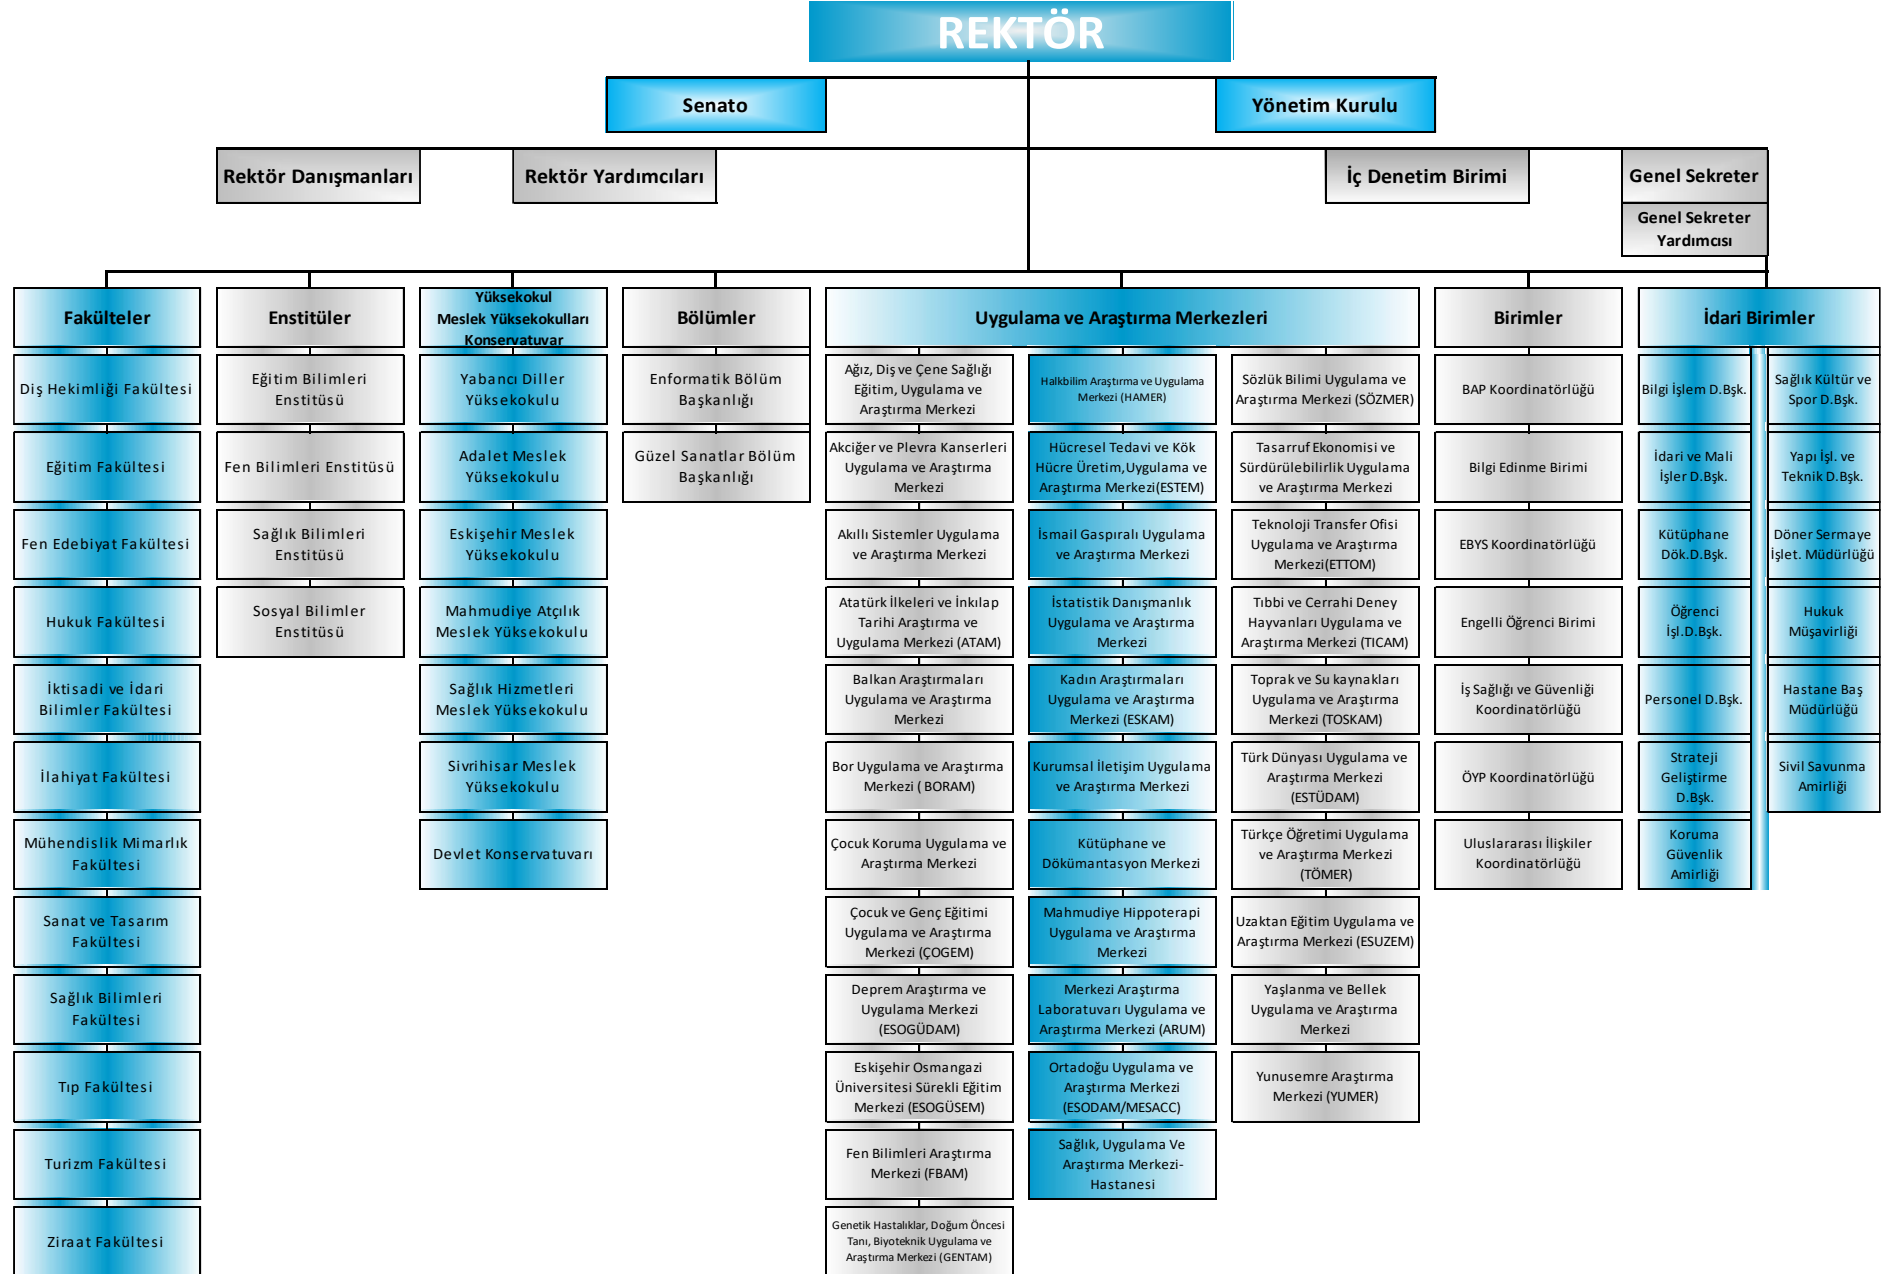 REKTÖR
Senato
Yönetim Kurulu
Rektör Danışmanları
Rektör Yardımcıları
İç Denetim Birimi
Genel Sekreter
Genel Sekreter
Yardımcısı
Fakülteler
Diş Hekimliği Fakültesi
Eğitim Fakültesi
Fen Edebiyat Fakültesi
Hukuk Fakültesi
İktisadi ve İdari
Bilimler Fakültesi
İlahiyat Fakültesi
Mühendislik Mimarlık
Fakültesi
Sanat ve Tasarım
Fakültesi
Sağlık Bilimleri
Fakültesi
Tıp Fakültesi
Turizm Fakültesi
Ziraat Fakültesi
Enstitüler
Eğitim Bilimleri
Enstitüsü
Fen Bilimleri Enstitüsü
Sağlık Bilimleri
Enstitüsü
Sosyal Bilimler
Enstitüsü
Yüksekokul
Meslek Yüksekokulları
Konservatuvar
Yabancı Diller
Yüksekokulu
Adalet Meslek
Yüksekokulu
Eskişehir Meslek
Yüksekokulu
Mahmudiye Atçılık
Meslek Yüksekokulu
Sağlık Hizmetleri
Meslek Yüksekokulu
Sivrihisar Meslek
Yüksekokulu
Devlet Konservatuvarı
Bölümler
Enformatik Bölüm
Başkanlığı
Güzel Sanatlar Bölüm
Başkanlığı
Uygulama ve Araştırma Merkezleri
Ağız, Diş ve Çene Sağlığı
Eğitim, Uygulama ve
Araştırma Merkezi
Akciğer ve Plevra Kanserleri
Uygulama ve Araştırma
Merkezi
Akıllı Sistemler Uygulama
ve Araştırma Merkezi
Atatürk İlkeleri ve İnkılap
Tarihi Araştırma ve
Uygulama Merkezi (ATAM)
Balkan Araştırmaları
Uygulama ve Araştırma
Merkezi
Bor Uygulama ve Araştırma
Merkezi ( BORAM)
Çocuk Koruma Uygulama ve
Araştırma Merkezi
Çocuk ve Genç Eğitimi
Uygulama ve Araştırma
Merkezi (ÇOGEM)
Deprem Araştırma ve
Uygulama Merkezi
(ESOGÜDAM)
Eskişehir Osmangazi
Üniversitesi Sürekli Eğitim
Merkezi (ESOGÜSEM)
Fen Bilimleri Araştırma
Merkezi (FBAM)
Genetik Hastalıklar, Doğum Öncesi
Tanı, Biyoteknik Uygulama ve
Araştırma Merkezi (GENTAM)
Halkbilim Araştırma ve Uygulama
Merkezi (HAMER)
Hücresel Tedavi ve Kök
Hücre Üretim,Uygulama ve
Araştırma Merkezi(ESTEM)
İsmail Gaspıralı Uygulama
ve Araştırma Merkezi
İstatistik Danışmanlık
Uygulama ve Araştırma
Merkezi
Kadın Araştırmaları
Uygulama ve Araştırma
Merkezi (ESKAM)
Kurumsal İletişim Uygulama
ve Araştırma Merkezi
Kütüphane ve
Dökümantasyon Merkezi
Mahmudiye Hippoterapi
Uygulama ve Araştırma
Merkezi
Merkezi Araştırma
Laboratuvarı Uygulama ve
Araştırma Merkezi (ARUM)
Ortadoğu Uygulama ve
Araştırma Merkezi
(ESODAM/MESACC)
Sağlık, Uygulama Ve
Araştırma Merkezi-
Hastanesi
Sözlük Bilimi Uygulama ve
Araştırma Merkezi (SÖZMER)
Tasarruf Ekonomisi ve
Sürdürülebilirlik Uygulama
ve Araştırma Merkezi
Teknoloji Transfer Ofisi
Uygulama ve Araştırma
Merkezi(ETTOM)
Tıbbi ve Cerrahi Deney
Hayvanları Uygulama ve
Araştırma Merkezi (TICAM)
Toprak ve Su kaynakları
Uygulama ve Araştırma
Merkezi (TOSKAM)
Türk Dünyası Uygulama ve
Araştırma Merkezi
(ESTÜDAM)
Türkçe Öğretimi Uygulama
ve Araştırma Merkezi
(TÖMER)
Uzaktan Eğitim Uygulama ve
Araştırma Merkezi (ESUZEM)
Yaşlanma ve Bellek
Uygulama ve Araştırma
Merkezi
Yunusemre Araştırma
Merkezi (YUMER)
Birimler
BAP Koordinatörlüğü
Bilgi Edinme Birimi
EBYS Koordinatörlüğü
Engelli Öğrenci Birimi
İş Sağlığı ve Güvenliği
Koordinatörlüğü
ÖYP Koordinatörlüğü
Uluslararası İlişkiler
Koordinatörlüğü
İdari Birimler
Bilgi İşlem D.Bşk.
İdari ve Mali
İşler D.Bşk.
Kütüphane
Dök.D.Bşk.
Öğrenci
İşl.D.Bşk.
Personel D.Bşk.
Strateji
Geliştirme
D.Bşk.
Koruma
Güvenlik
Amirliği
Sağlık Kültür ve
Spor D.Bşk.
Yapı İşl. ve
Teknik D.Bşk.
Döner Sermaye
İşlet. Müdürlüğü
Hukuk
Müşavirliği
Hastane Baş
Müdürlüğü
Sivil Savunma
Amirliği